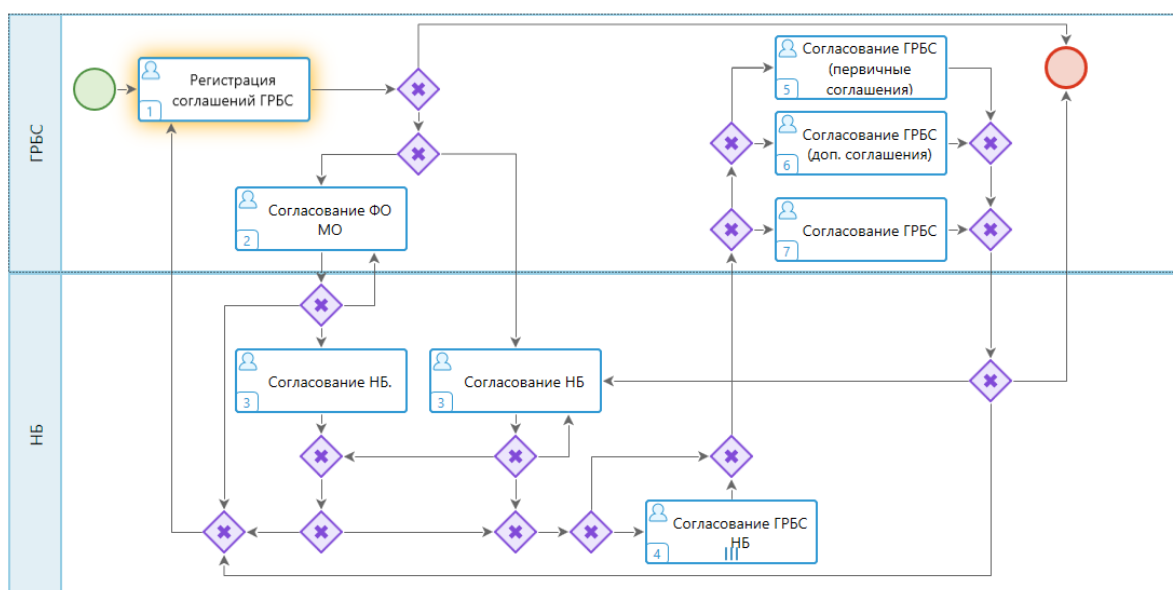 ГРБС
Регистрация
соглашений ГРБС
1
Согласование ГРБС
(первичные
соглашения)
5
Согласование ГРБС
(доп. соглашения)
6
Согласование ФО
МО
2
Согласование ГРБС
7
НБ
Согласование НБ.
3
Согласование НБ
3
Согласование ГРБС
НБ
4